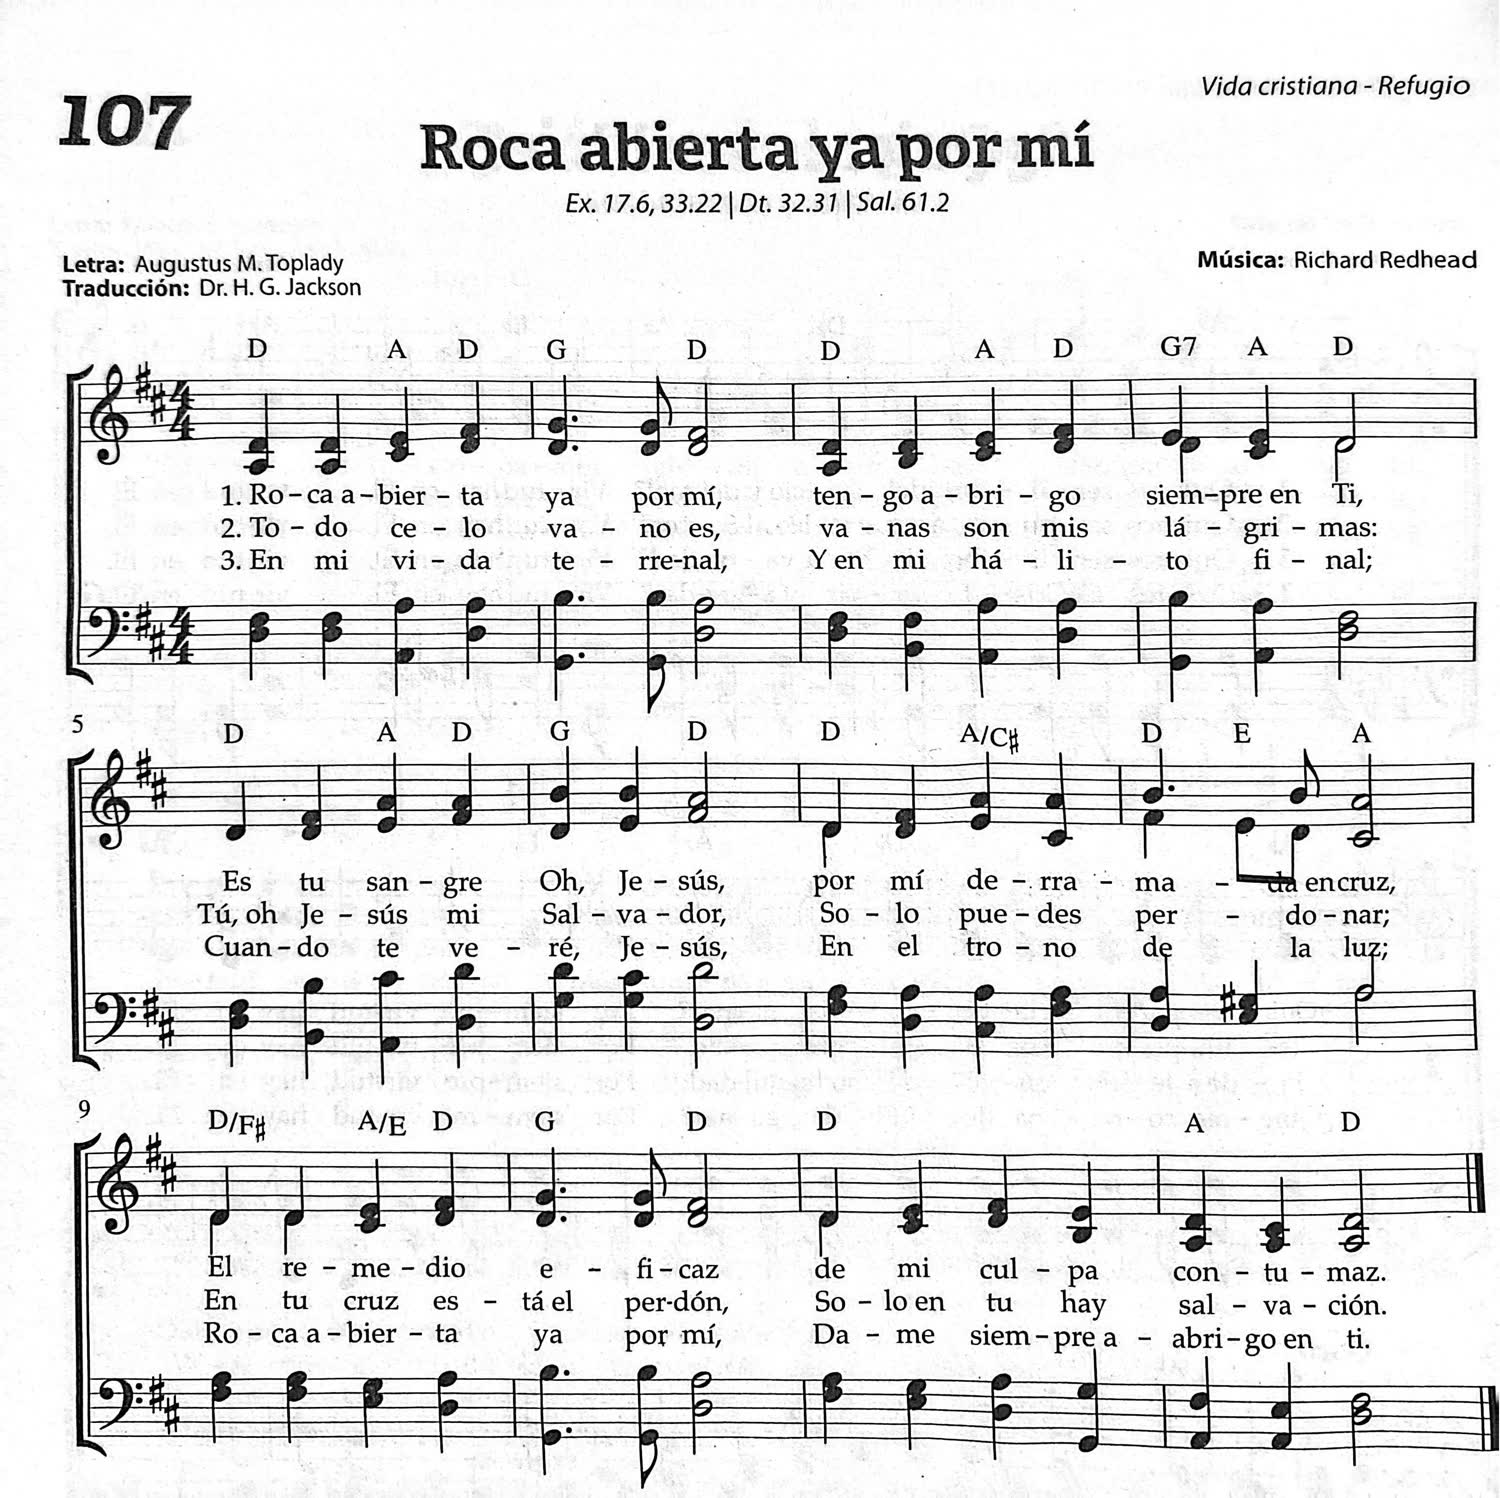 107
Vida cristiana - Refugio
Roca abierta ya por mí
Ex. 17.6, 33.22 | Dt. 32.31 | Sal. 61.2
Letra: Augustus M. Toplady
Música: Richard Redhead
Traducción: Dr. H. G. Jackson
D A D G D D A D G7 A D
1. Ro – ca a – bier – ta ya por mí, ten – go a – bri – go siem – pre en Ti,
2. To – do ce – lo va – no es, va – nas son mis lá – gri – mas:
3. En mi vi – da te – rre-nal; Y en mi há – li – to fi – nal;
5
D A D G D D A/C♯ D E A
Es tu san – gre Oh, Je – sús, por mí de – rra – ma – da en cruz,
Tú, oh Je – sús mi Sal – va – dor, So – lo pue – des per – do – nar;
Cuan – do te ve – ré, Je – sús, En el tro – no de la luz;
9
D/F♯ A/E D G D D A D
El re – me – dio e – fi – caz de mi cul – pa con – tu – maz.
En tu cruz es – tá el per-dón, So – lo en tu hay sal – va – ción.
Ro – ca a – bier – ta ya por mí, Da – me siem – pre a – abri – go en ti.